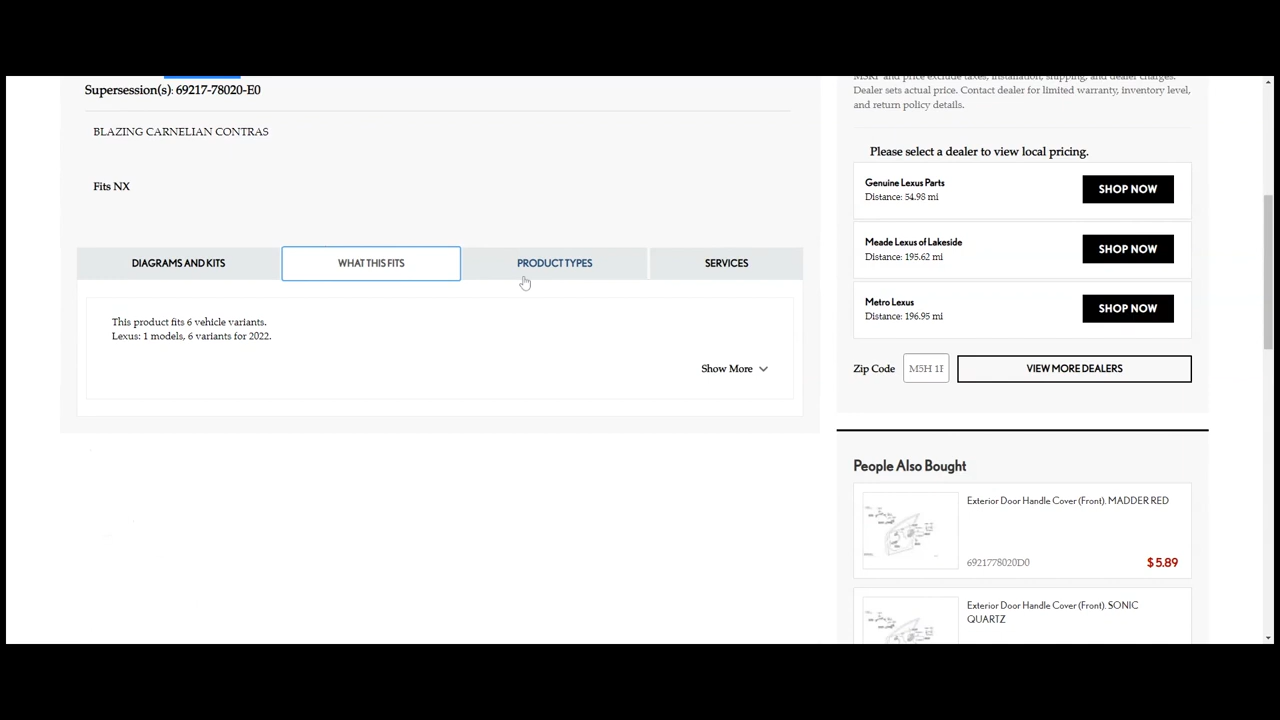 Supersession(s): 69217-78020-E0
BLAZING CARNELIAN CONTRAS
Fits NX
DIAGRAMS AND KITS
WHAT THIS FITS
PRODUCT TYPES
SERVICES
This product fits 6 vehicle variants.
Lexus: 1 models, 6 variants for 2022.
Show More
MSRP and price exclude taxes, installation, shipping, and dealer charges.
Dealer sets actual price. Contact dealer for limited warranty, inventory level,
and return policy details.
Please select a dealer to view local pricing.
Genuine Lexus Parts
Distance: 54.98 mi
SHOP NOW
Meade Lexus of Lakeside
Distance: 195.62 mi
SHOP NOW
Metro Lexus
Distance: 196.95 mi
SHOP NOW
Zip Code
M5H 1
VIEW MORE DEALERS
People Also Bought
Exterior Door Handle Cover (Front). MADDER RED
6921778020D0
$ 5.89
Exterior Door Handle Cover (Front). SONIC
QUARTZ